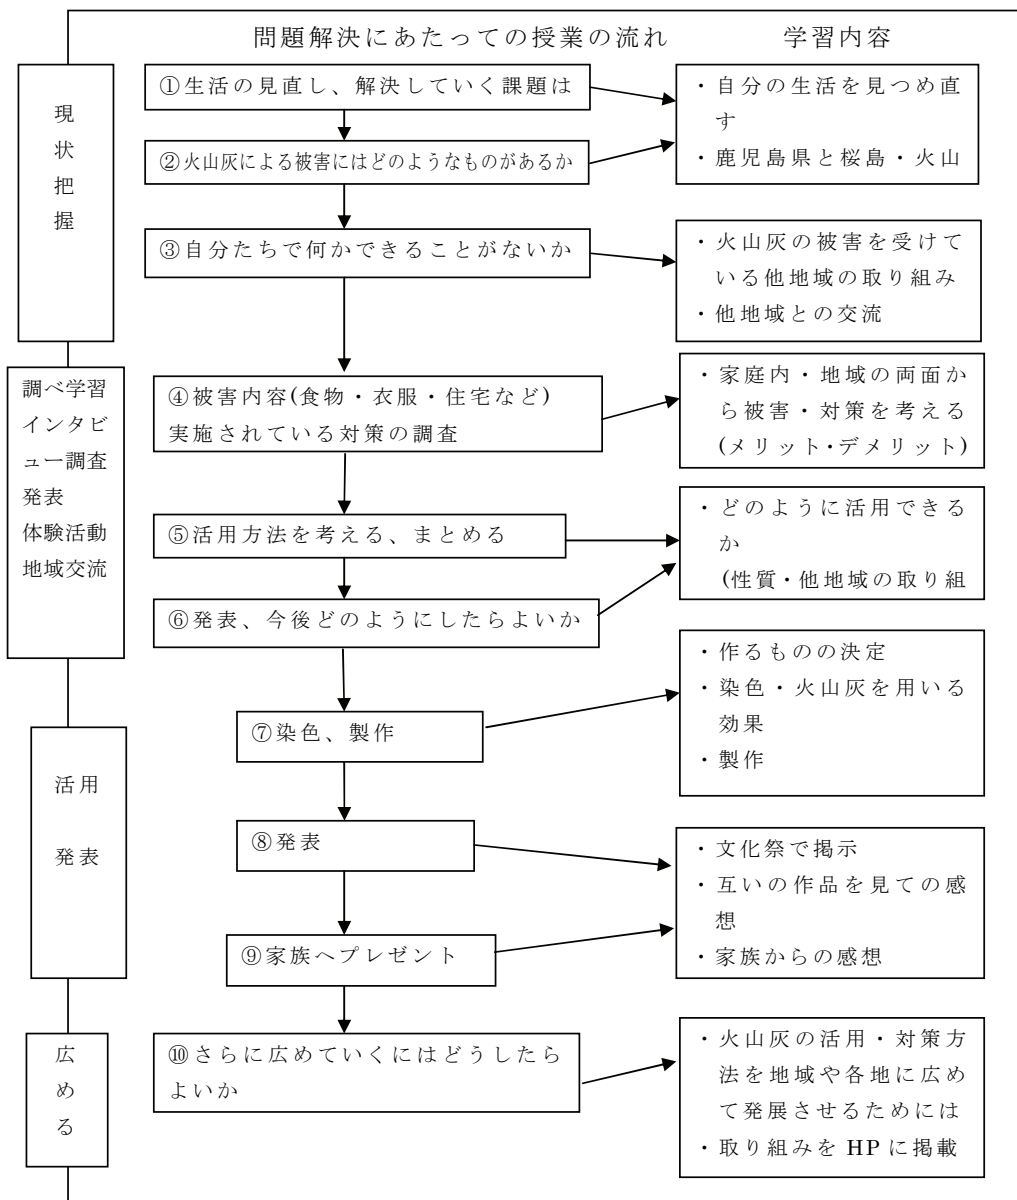 問題解決にあたっての授業の流れ
学習内容
現
状
把
握
①生活の見直し、解決していく課題は
・自分の生活を見つめ直
す
・鹿児島県と桜島・火山
②火山灰による被害にはどのようなものがあるか
③自分たちで何かできることがないか
・火山灰の被害を受けて
いる他地域の取り組み
・他地域との交流
調べ学習
インタビ
ュー調査
発表
体験活動
地域交流
④被害内容(食物・衣服・住宅など)
実施されている対策の調査
・家庭内・地域の両面か
ら被害・対策を考える
(メリット・デメリット)
⑤活用方法を考える、まとめる
・どのように活用できる
か
(性質・他地域の取り組
⑥発表、今後どのようにしたらよいか
活用
発表
⑦染色、製作
・作るものの決定
・染色・火山灰を用いる
効果
・製作
⑧発表
・文化祭で掲示
・互いの作品を見ての感
想
・家族からの感想
⑨家族へプレゼント
広
め
る
⑩さらに広めていくにはどうしたら
よいか
・火山灰の活用・対策方
法を地域や各地に広め
て発展させるためには
・取り組みを HP に掲載